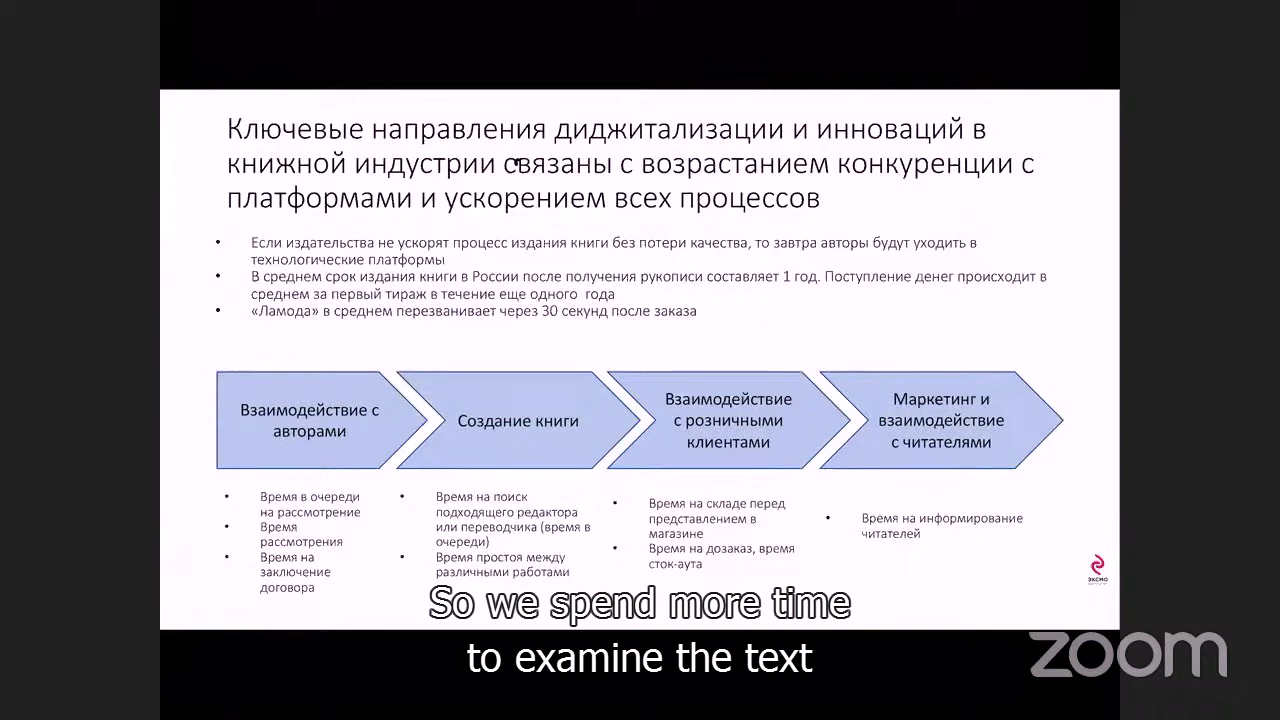 Ключевые направления диджитализации и инноваций в
книжной индустрии связаны с возрастанием конкуренции с
платформами и ускорением всех процессов
• Если издательства не ускорят процесс издания книги без потери качества, то завтра авторы будут уходить в
технологические платформы
• В среднем срок издания книги в России после получения рукописи составляет 1 год. Поступление денег происходит в
среднем за первый тираж в течение еще одного года
• «Ламода» в среднем перезванивает через 30 секунд после заказа
Взаимодействие с
авторами
Создание книги
Взаимодействие
с розничными
клиентами
Маркетинг и
взаимодействие
с читателями
• Время в очереди
на рассмотрение
• Время
рассмотрения
• Время на
заключение
договора
• Время на поиск
подходящего редактора
или переводчика (время в
очереди)
• Время простоя между
различными работами
• Время на складе перед
представлением в
магазине
• Время на дозаказ, время
сток-аута
• Время на информирование
читателей
эксмо
So we spend more time
to examine the text
zoom